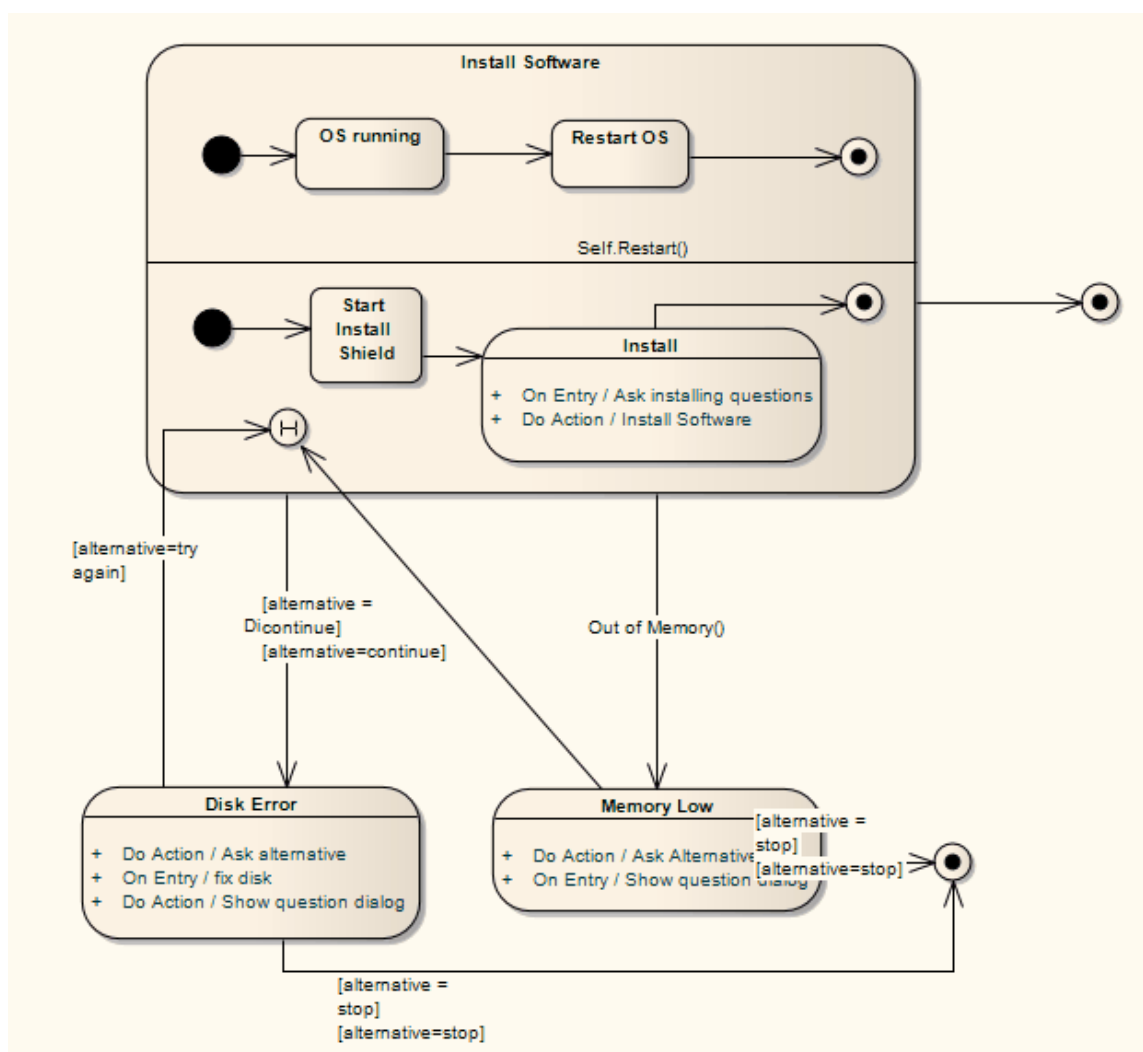 Install Software
OS running
Restart OS
Self.Restart()
Start
Install
Shield
Install
+ On Entry / Ask installing questions
+ Do Action / Install Software
H
[alternative=try
again]
[alternative =
Dicontinue]
[alternative=continue]
Out of Memory()
Disk Error
+ Do Action / Ask alternative
+ On Entry / fix disk
+ Do Action / Show question dialog
Memory Low
+ Do Action / Ask Alternative
+ On Entry / Show question dialog
[alternative =
stop]
[alternative=stop]
[alternative =
stop]
[alternative=stop]